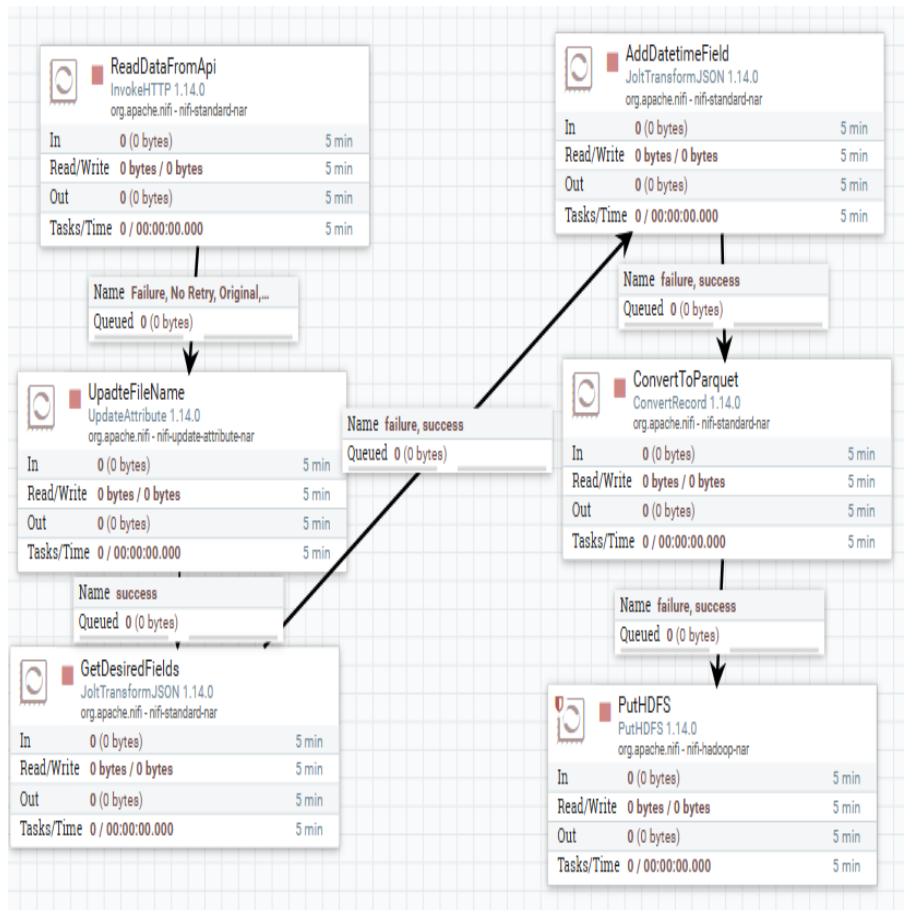 ReadDataFromApi
InvokeHTTP 1.14.0
org.apache.nifi - nifi-standard-nar
In 0 (0 bytes) 5 min
Read/Write 0 bytes / 0 bytes 5 min
Out 0 (0 bytes) 5 min
Tasks/Time 0 / 00:00:00.000 5 min
Name Failure, No Retry, Original,...
Queued 0 (0 bytes)
UpadteFileName
UpdateAttribute 1.14.0
org.apache.nifi - nifi-update-attribute-nar
In 0 (0 bytes) 5 min
Read/Write 0 bytes / 0 bytes 5 min
Out 0 (0 bytes) 5 min
Tasks/Time 0 / 00:00:00.000 5 min
Name success
Queued 0 (0 bytes)
GetDesiredFields
JoltTransformJSON 1.14.0
org.apache.nifi - nifi-standard-nar
In 0 (0 bytes) 5 min
Read/Write 0 bytes / 0 bytes 5 min
Out 0 (0 bytes) 5 min
Tasks/Time 0 / 00:00:00.000 5 min
Name failure, success
Queued 0 (0 bytes)
AddDatetimeField
JoltTransformJSON 1.14.0
org.apache.nifi - nifi-standard-nar
In 0 (0 bytes) 5 min
Read/Write 0 bytes / 0 bytes 5 min
Out 0 (0 bytes) 5 min
Tasks/Time 0 / 00:00:00.000 5 min
Name failure, success
Queued 0 (0 bytes)
ConvertToParquet
ConvertRecord 1.14.0
org.apache.nifi - nifi-standard-nar
In 0 (0 bytes) 5 min
Read/Write 0 bytes / 0 bytes 5 min
Out 0 (0 bytes) 5 min
Tasks/Time 0 / 00:00:00.000 5 min
Name failure, success
Queued 0 (0 bytes)
PutHDFS
PutHDFS 1.14.0
org.apache.nifi - nifi-hadoop-nar
In 0 (0 bytes) 5 min
Read/Write 0 bytes / 0 bytes 5 min
Out 0 (0 bytes) 5 min
Tasks/Time 0 / 00:00:00.000 5 min